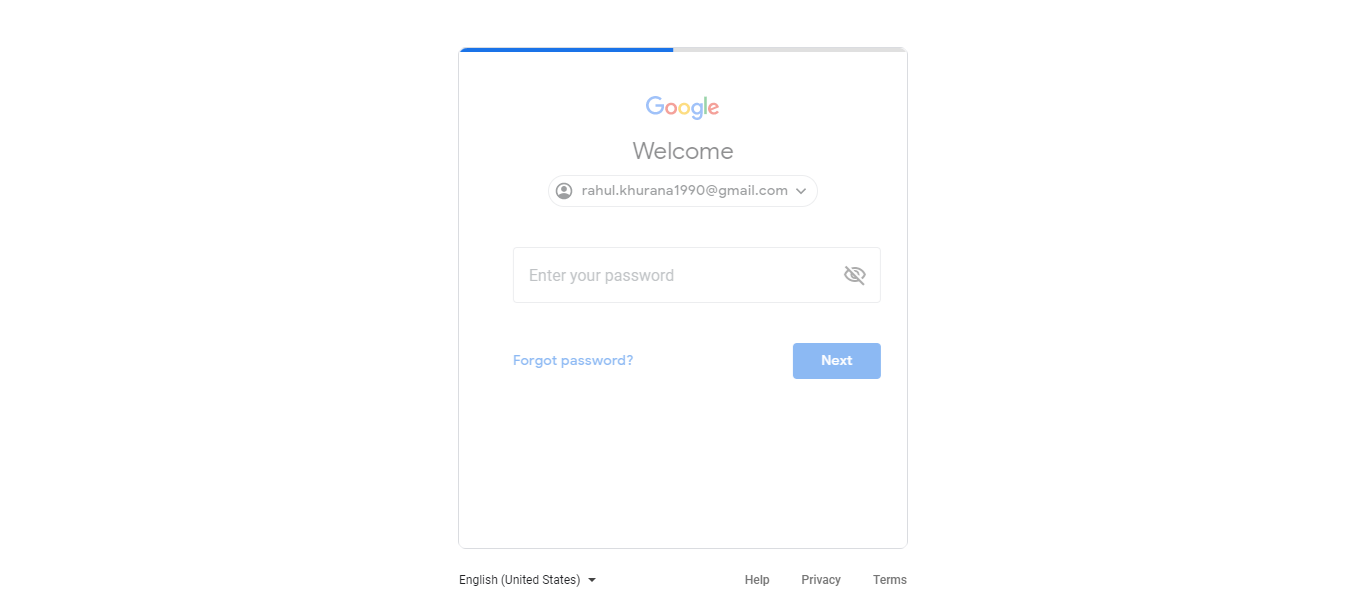 Google
Welcome
rahul.khurana1990@gmail.com
Enter your password
Forgot password?
Next
English (United States)
Help
Privacy
Terms